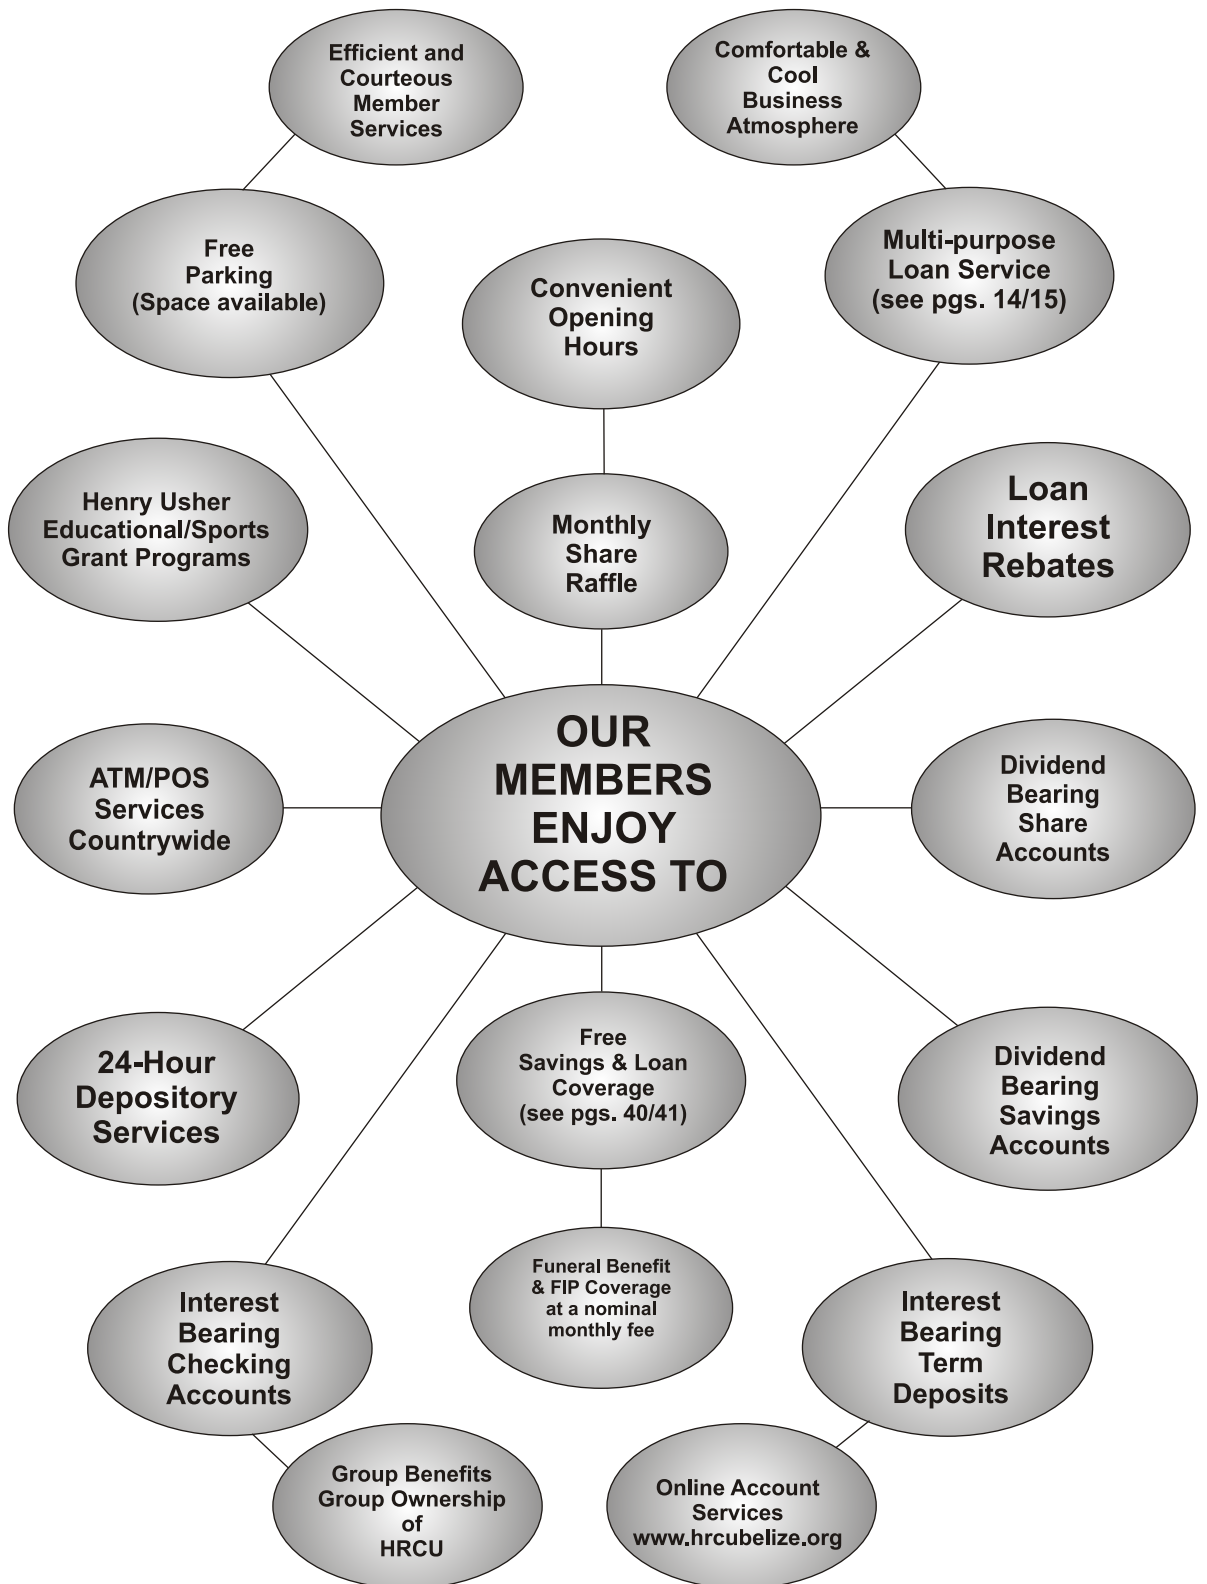 Efficient and
Courteous
Member
Services
Comfortable &
Cool
Business
Atmosphere
Free
Parking
(Space available)
Convenient
Opening
Hours
Multi-purpose
Loan Service
(see pgs. 14/15)
Henry Usher
Educational/Sports
Grant Programs
Monthly
Share
Raffle
Loan
Interest
Rebates
OUR
MEMBERS
ENJOY
ACCESS TO
ATM/POS
Services
Countrywide
Dividend
Bearing
Share
Accounts
24-Hour
Depository
Services
Free
Savings & Loan
Coverage
(see pgs. 40/41)
Dividend
Bearing
Savings
Accounts
Interest
Bearing
Checking
Accounts
Funeral Benefit
& FIP Coverage
at a nominal
monthly fee
Interest
Bearing
Term
Deposits
Group Benefits
Group Ownership
of
HRCU
Online Account
Services
www.hrcubelize.org